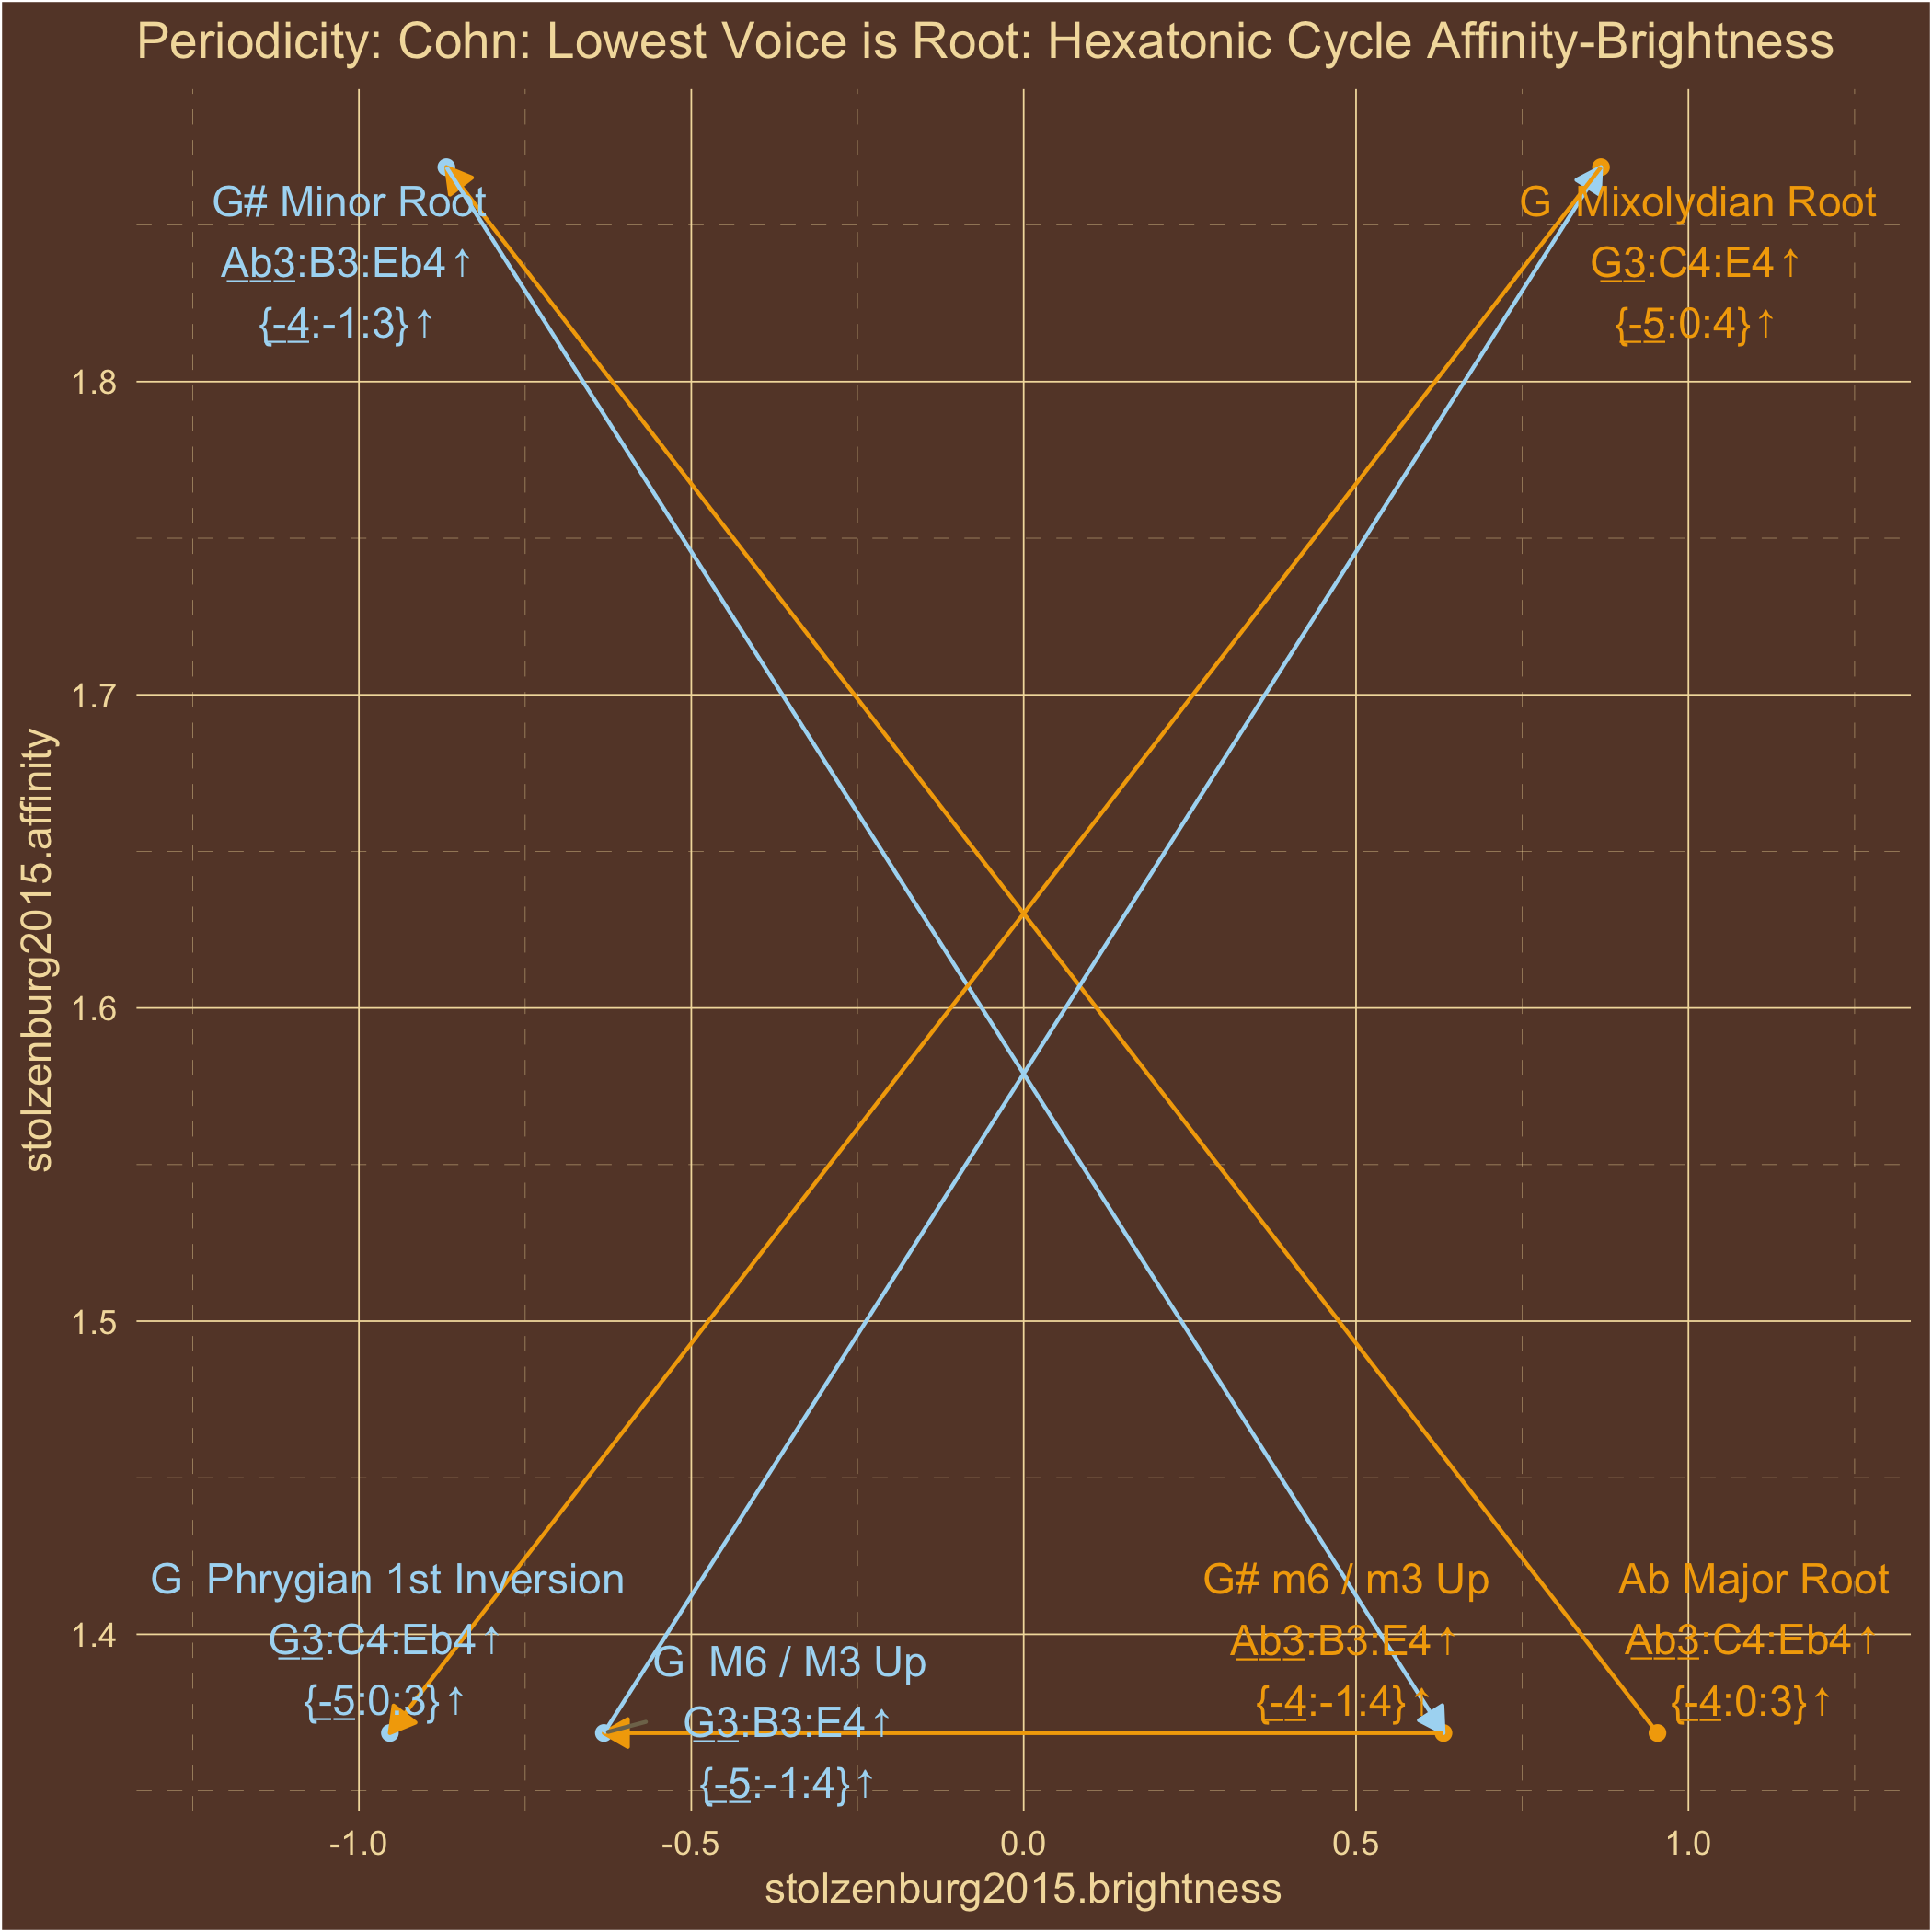 Periodicity: Cohn: Lowest Voice is Root: Hexatonic Cycle Affinity-Brightness
G# Minor Root
Ab3:B3:Eb4↑
{-4:-1:3}↑
G  Mixolydian Root
G3:C4:E4↑
{-5:0:4}↑
1.8
1.7
1.6
1.5
1.4
stolzenburg2015.affinity
G  Phrygian 1st Inversion
G3:C4:Eb4↑
{-5:0:3}↑
G  M6 / M3 Up
G3:B3:E4↑
{-5:-1:4}↑
G# m6 / m3 Up
Ab3:B3:E4↑
{-4:-1:4}↑
Ab Major Root
Ab3:C4:Eb4↑
{-4:0:3}↑
-1.0
-0.5
0.0
0.5
1.0
stolzenburg2015.brightness